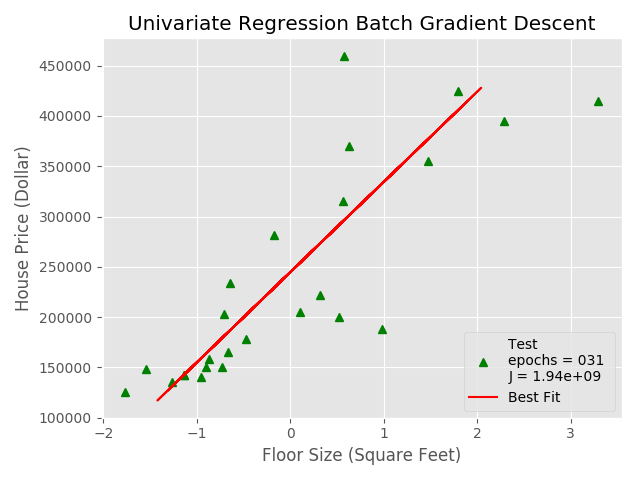 Univariate Regression Batch Gradient Descent
House Price (Dollar)
450000
400000
350000
300000
250000
200000
150000
100000
Test
epochs = 031
J = 1.94e+09
Best Fit
−2
−1
0
1
2
3
Floor Size (Square Feet)